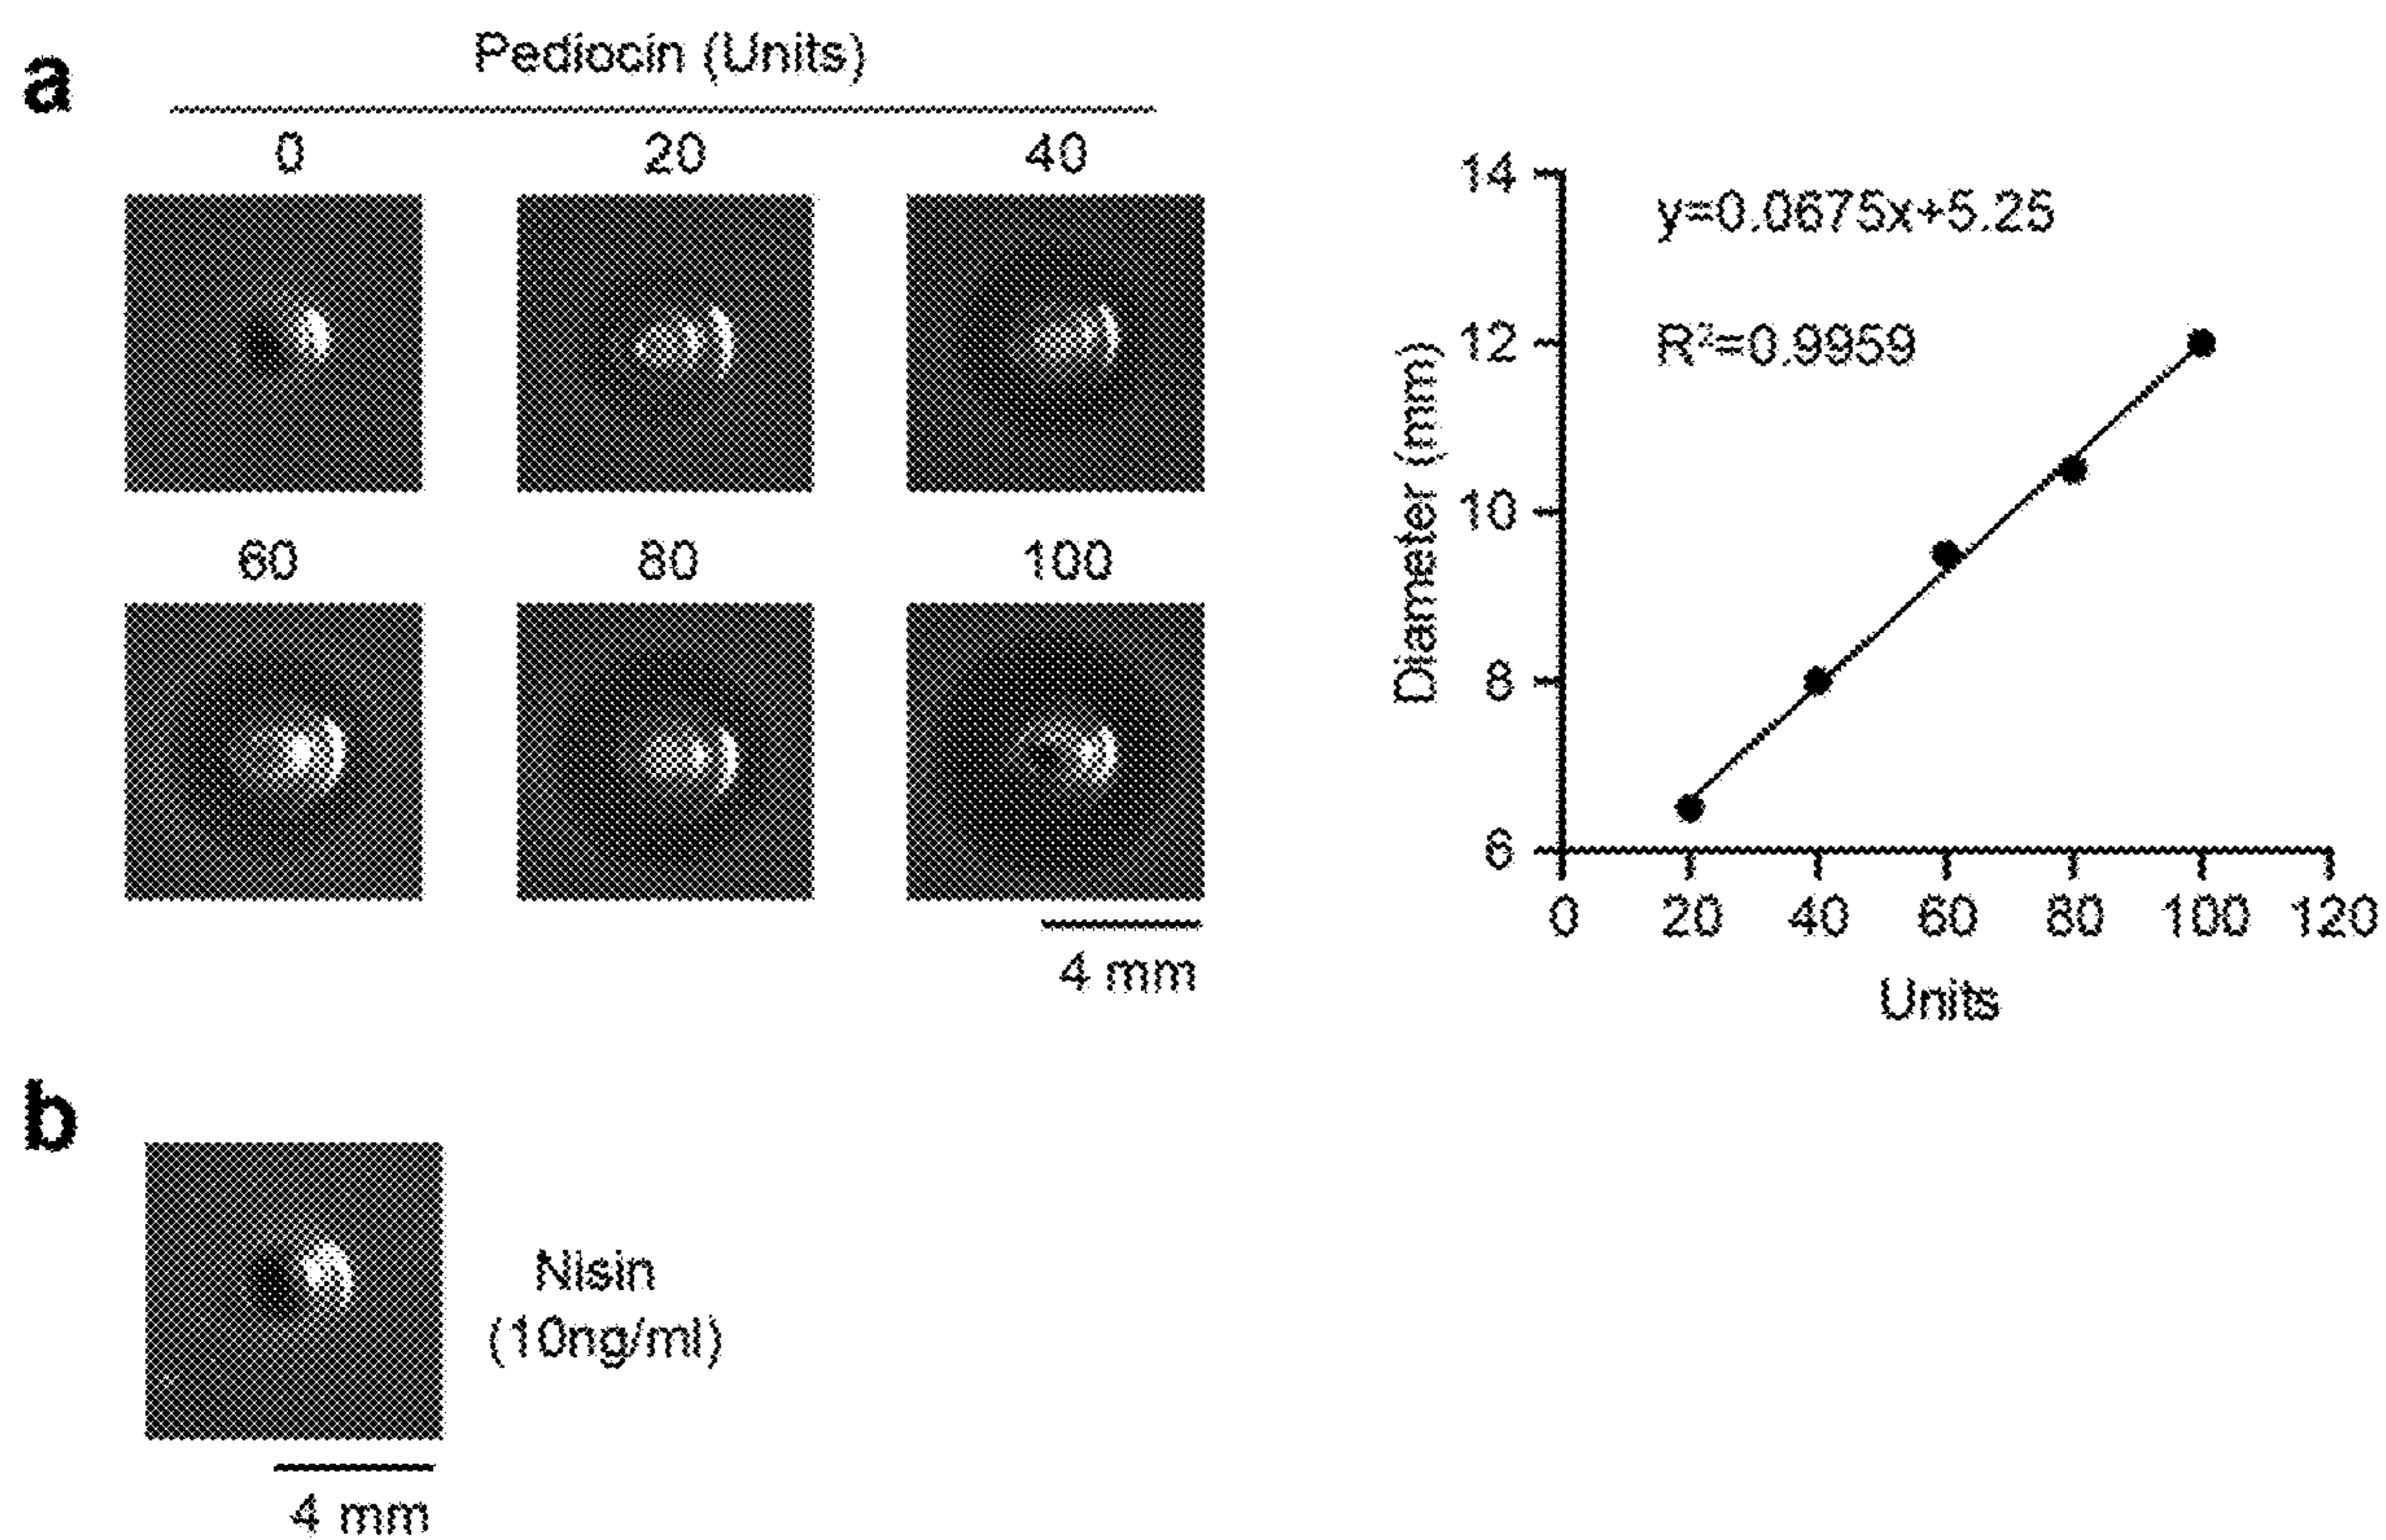 a
Pediocin (Units)
0 20 40
60 80 100
4 mm
y=0.0675x+5.25
R²=0.9959
Diameter (mm)
14
12
10
8
6
0 20 40 60 80 100 120
Units
b
Nisin
(10ng/ml)
4 mm